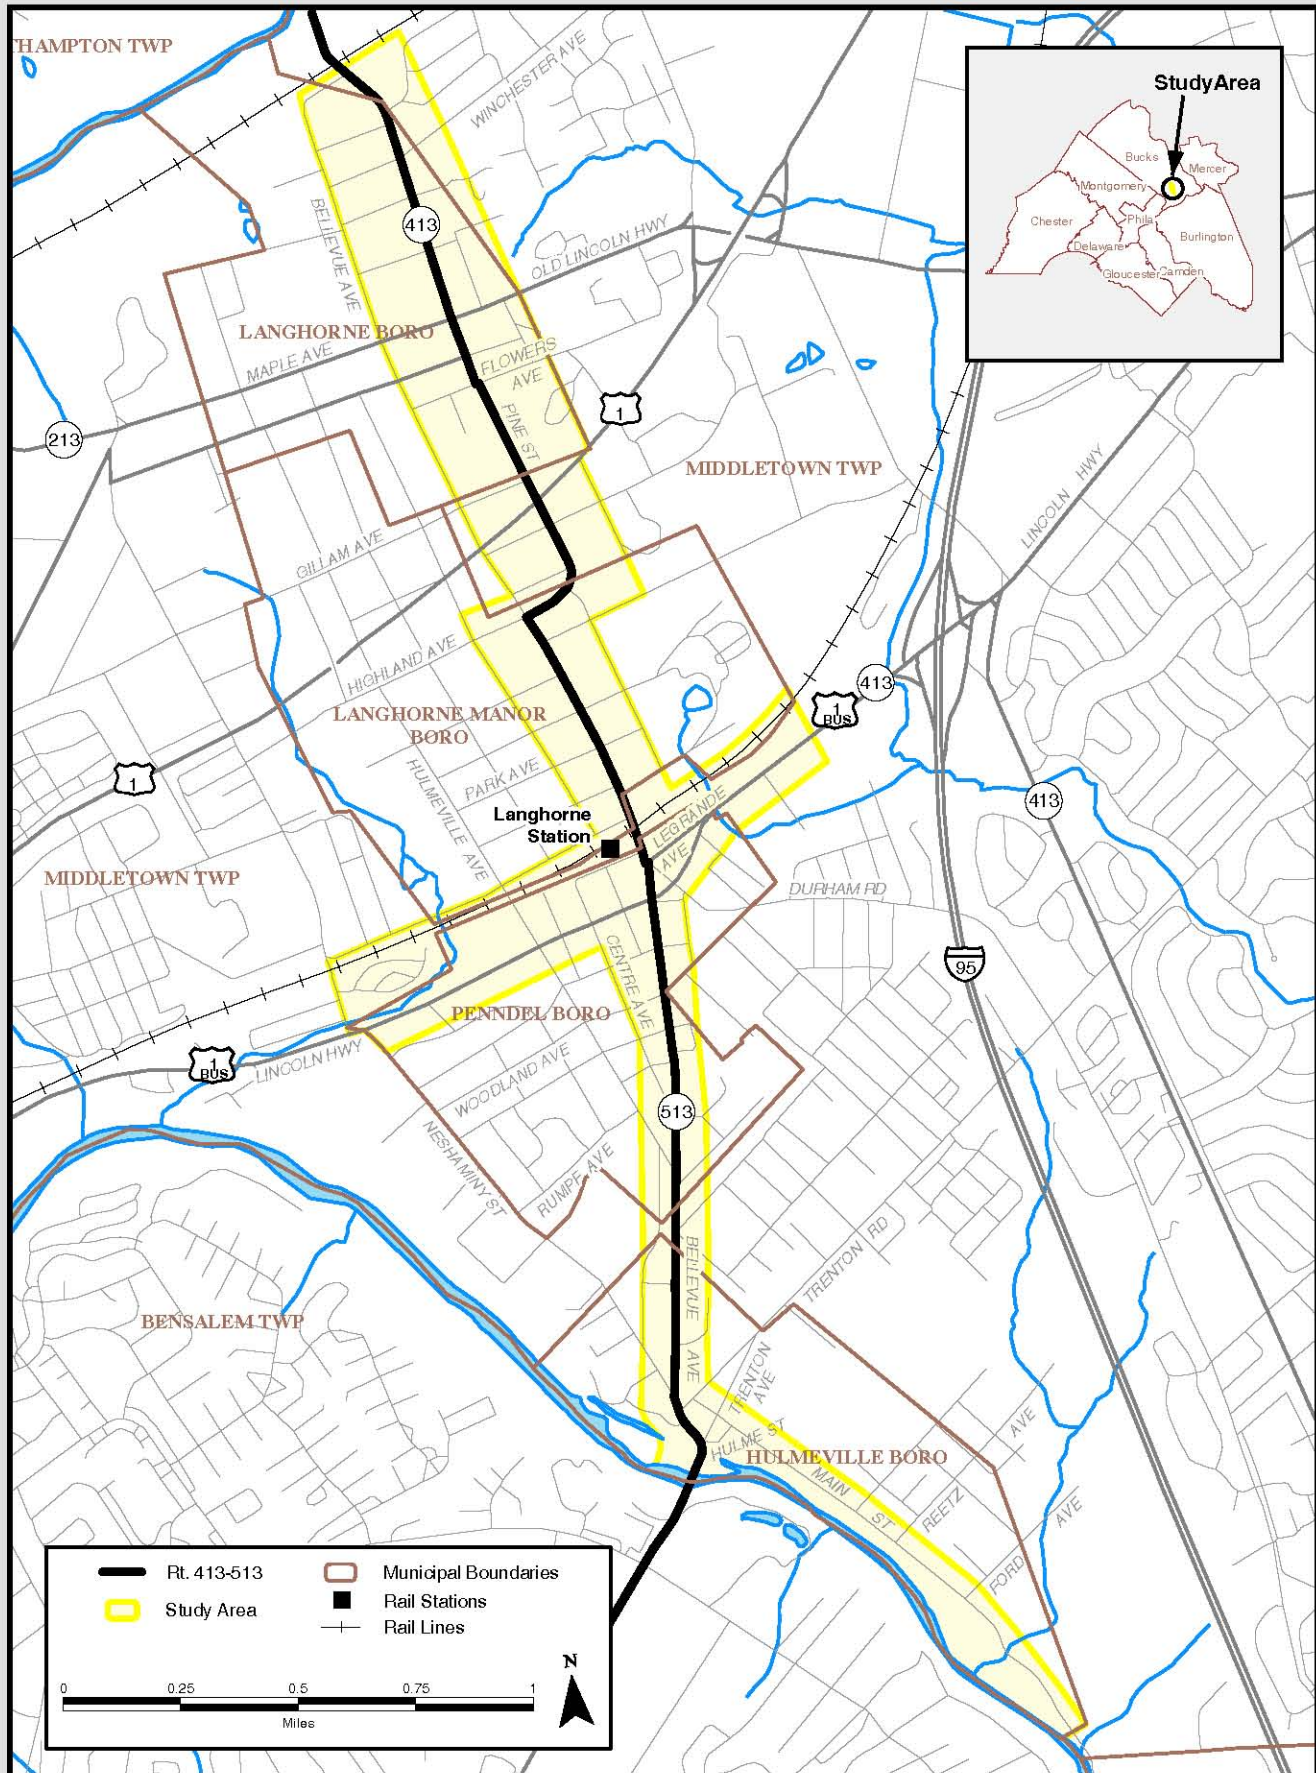 THAMPTON TWP
WINCHESTER AVE
StudyArea
Bucks
Mercer
Montgomery
Chester
Phila
Burlington
Delaware
Gloucester
Camden
BELLEVUE AVE
413
OLD LINCOLN HWY
LANGHORNE BORO
MAPLE AVE
FLOWERS
AVE
1
213
PINE ST
MIDDLETOWN TWP
LINCOLN HWY
GILLAM AVE
HIGHLAND AVE
413
1
BUS
LANGHORNE MANOR
BORO
1
PARK AVE
HULMEVILLE AVE
413
Langhorne
Station
LEGRANDE
AVE
MIDDLETOWN TWP
DURHAM RD
95
CENTRE AVE
PENNDEL BORO
1
BUS
LINCOLN HWY
WOODLAND AVE
513
NESHAMINY ST
RUMPF AVE
BELLEVUE
AVE
TRENTON RD
BENSALEM TWP
TRENTON
AVE
HULME ST
HULMEVILLE BORO
MAIN
ST
REETZ
AVE
FORD
AVE
Rt. 413-513
Study Area
Municipal Boundaries
Rail Stations
Rail Lines
N
0 0.25 0.5 0.75 1
Miles